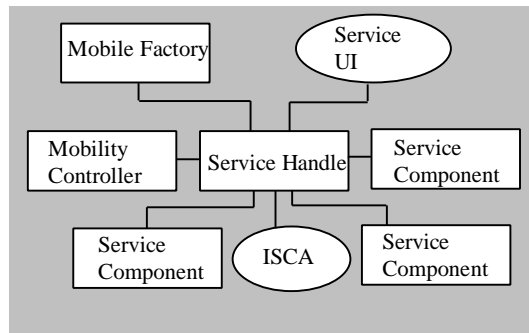 Mobile Factory
Service
UI
Mobility
Controller
Service Handle
Service
Component
Service
Component
ISCA
Service
Component